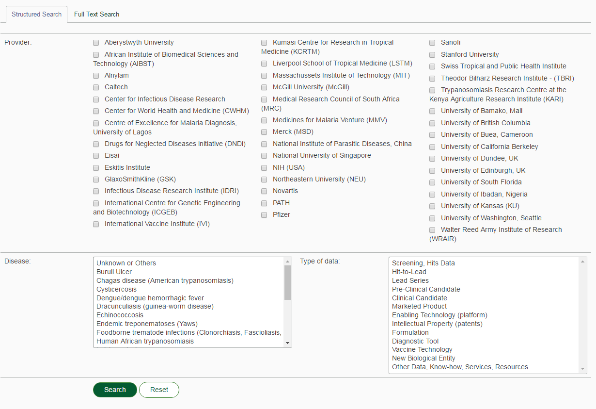 Structured Search
Full Text Search
Provider:
Aberystwyth University
African Institute of Biomedical Sciences and
Technology (AIBST)
Alnylam
Caltech
Center for Infectious Disease Research
Center for World Health and Medicine (CWHM)
Centre of Excellence for Malaria Diagnosis,
University of Lagos
Drugs for Neglected Diseases initiative (DNDi)
Eisai
Eskitis Institute
GlaxoSmithKline (GSK)
Infectious Disease Research Institute (IDRI)
International Centre for Genetic Engineering
and Biotechnology (ICGEB)
International Vaccine Institute (IVI)
Kumasi Centre for Research in Tropical
Medicine (KCRTM)
Liverpool School of Tropical Medicine (LSTM)
Massachussets Institute of Technology (MIT)
McGill University (McGill)
Medical Research Council of South Africa
(MRC)
Medicines for Malaria Venture (MMV)
Merck (MSD)
National Institute of Parasitic Diseases, China
National University of Singapore
NIH (USA)
Northeastern University (NEU)
Novartis
PATH
Pfizer
Sanofi
Stanford University
Swiss Tropical and Public Health Institute
Theodor Bilharz Research Institute - (TBRI)
Trypanosomiasis Research Centre at the
Kenya Agriculture Research Institute (KARI)
University of Bamako, Mali
University of British Columbia
University of Buea, Cameroon
University of California Berkeley
University of Dundee, UK
University of Edinburgh, UK
University of South Florida
University of Ibadan, Nigeria
University of Kansas (KU)
University of Washington, Seattle
Walter Reed Army Institute of Research
(WRAIR)
Disease:
Unknown or Others
Buruli Ulcer
Chagas disease (American trypanosomiasis)
Cysticercosis
Dengue/dengue hemorrhagic fever
Dracunculiasis (guinea-worm disease)
Echinococcosis
Endemic treponematoses (Yaws)
Foodborne trematode infections (Clonorchiasis, Fascioliasis,
Human African trypanosomiasis
Type of data:
Screening, Hits Data
Hit-to-Lead
Lead Series
Pre-Clinical Candidate
Clinical Candidate
Marketed Product
Enabling Technology (platform)
Intellectual Property (patents)
Formulation
Diagnostic Tool
Vaccine Technology
New Biological Entity
Other Data, Know-how, Services, Resources
Search
Reset